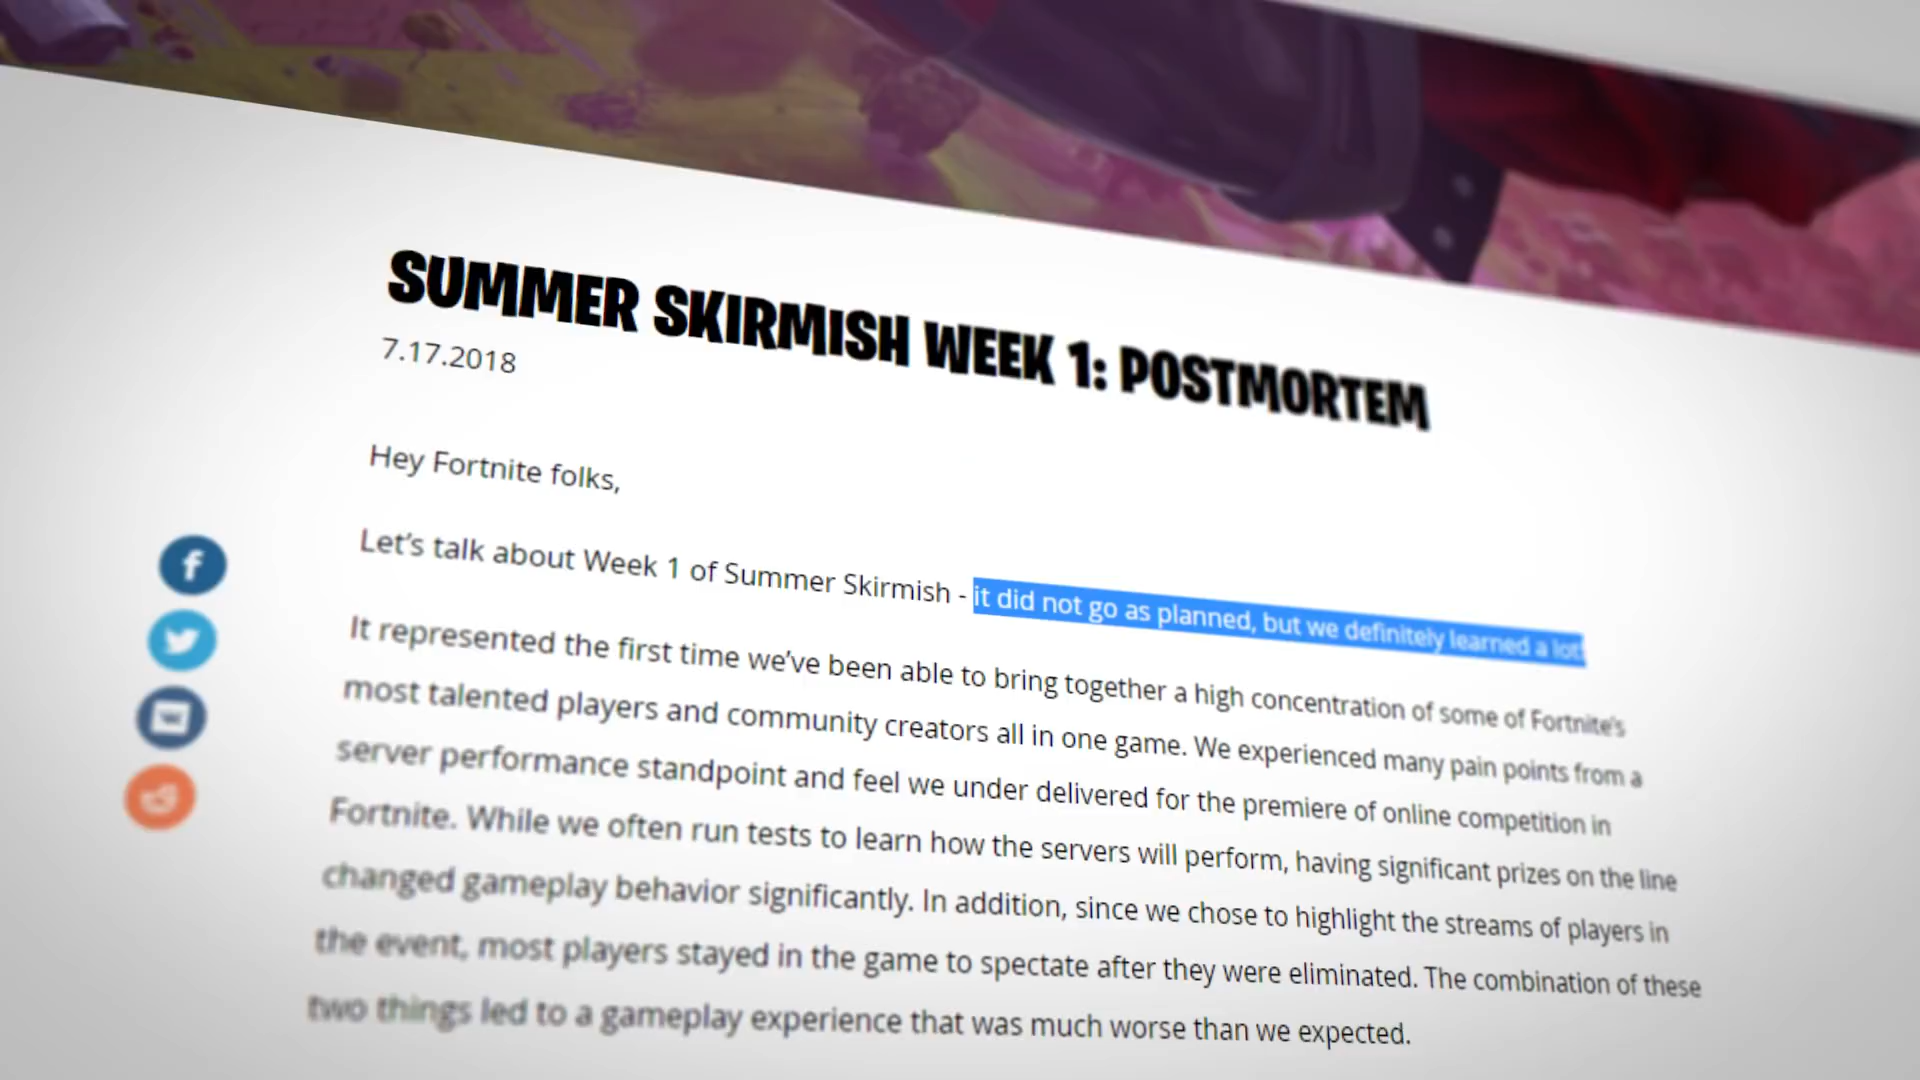 SUMMER SKIRMISH WEEK 1: POSTMORTEM
7.17.2018
Hey Fortnite folks,
Let's talk about Week 1 of Summer Skirmish - it did not go as planned, but we definitely learned a lot!
It represented the first time we've been able to bring together a high concentration of some of Fortnite's
most talented players and community creators all in one game. We experienced many pain points from a
server performance standpoint and feel we under delivered for the premiere of online competition in
Fortnite. While we often run tests to learn how the servers will perform, having significant prizes on the line
changed gameplay behavior significantly. In addition, since we chose to highlight the streams of players in
the event, most players stayed in the game to spectate after they were eliminated. The combination of these
two things led to a gameplay experience that was much worse than we expected.